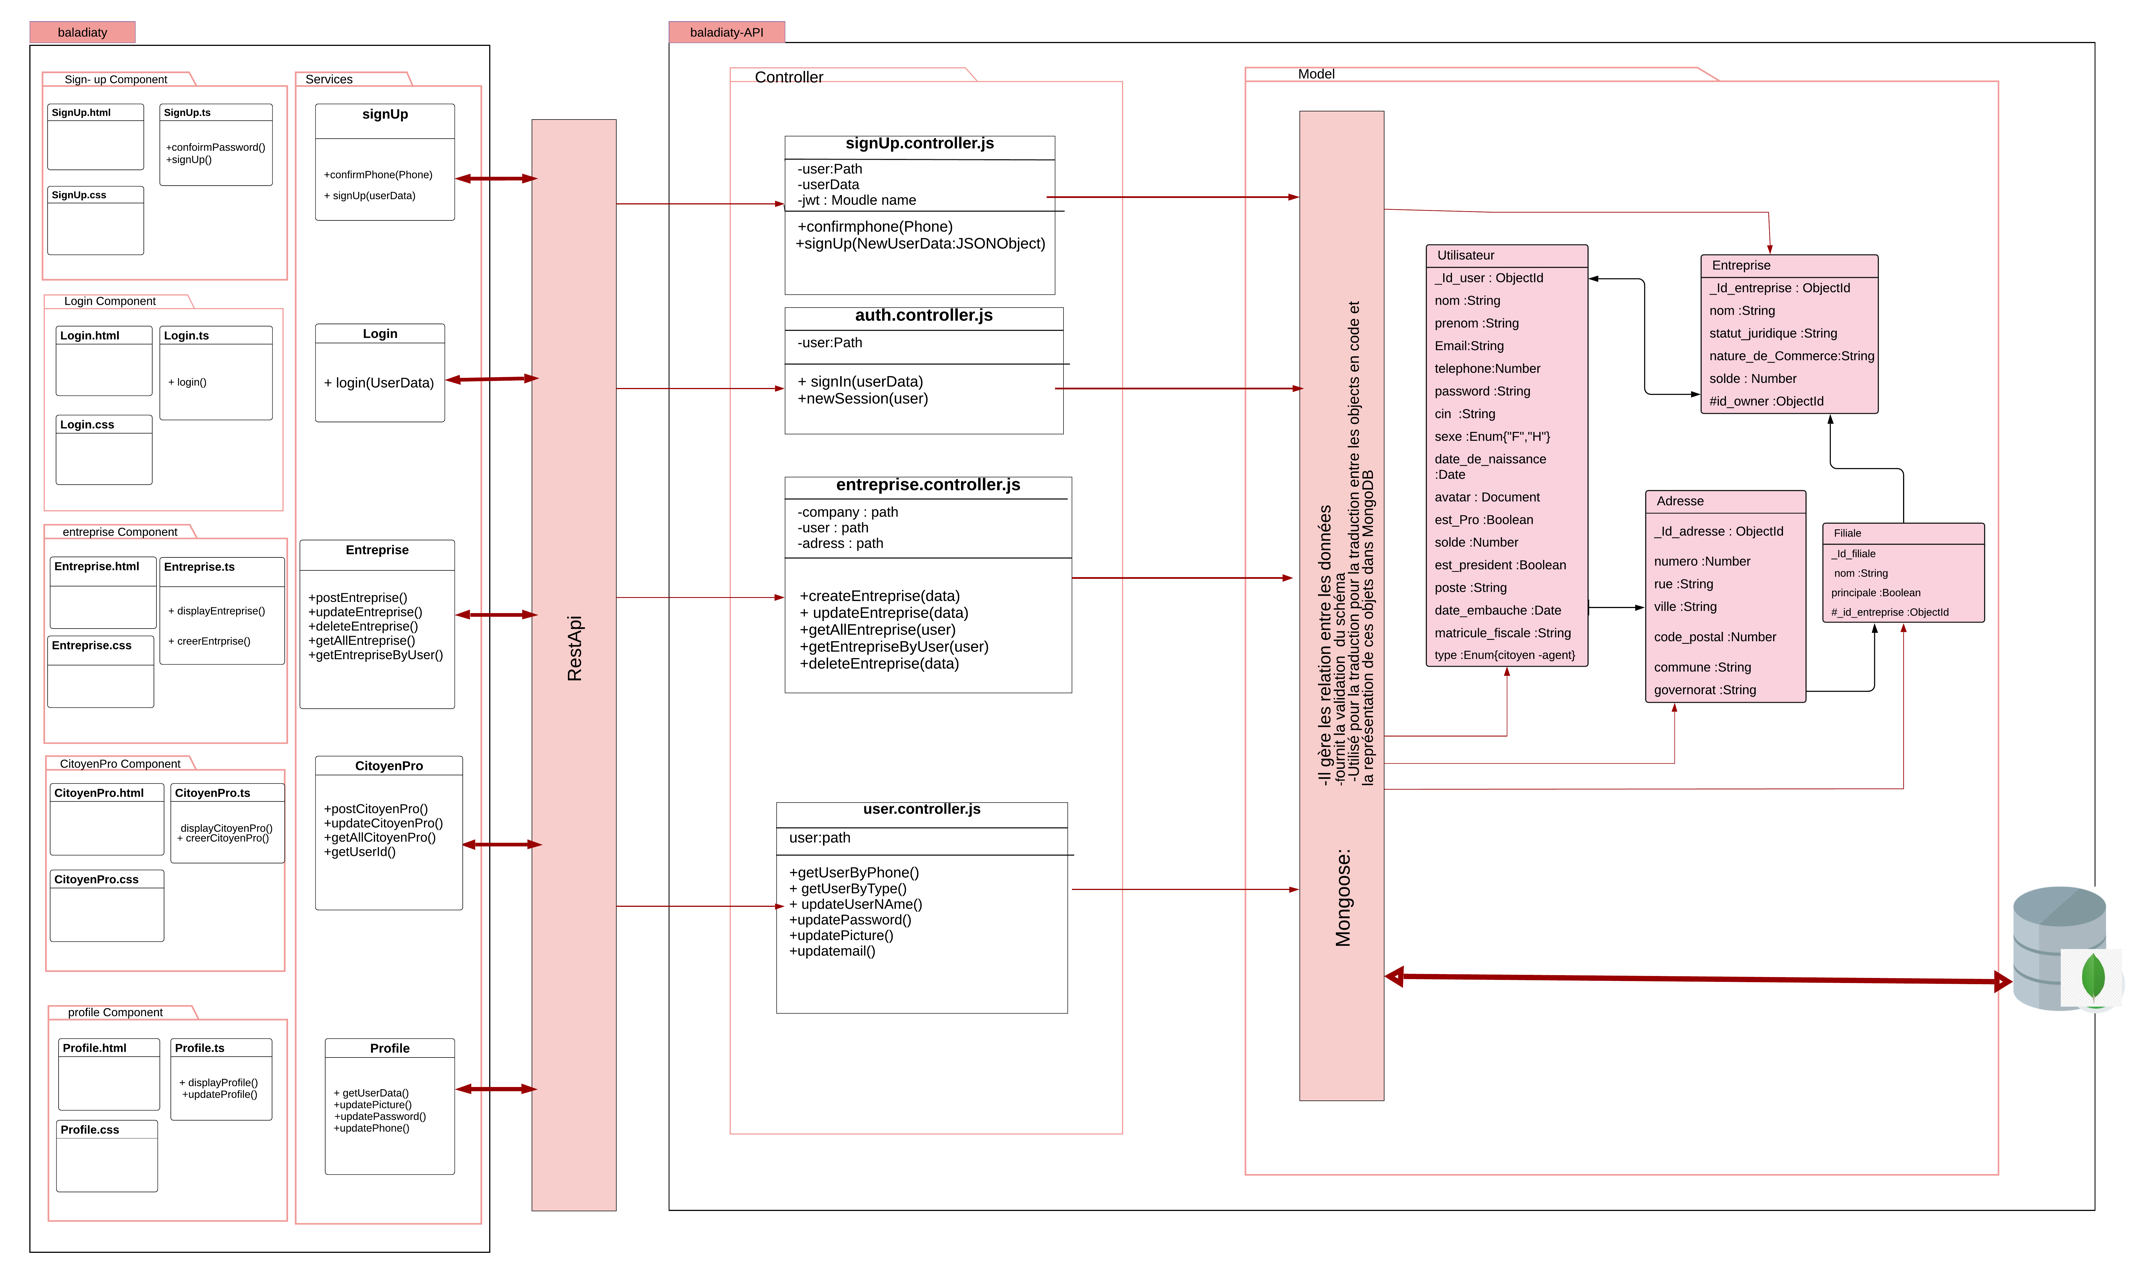 baladiaty
Sign- up Component
SignUp.html
SignUp.ts
+confoirmPassword()
+signUp()
SignUp.css
Login Component
Login.html
Login.ts
+ login()
Login.css
entreprise Component
Entreprise.html
Entreprise.ts
+ displayEntreprise()
+ creerEntrprise()
Entreprise.css
CitoyenPro Component
CitoyenPro.html
CitoyenPro.ts
displayCitoyenPro()
+ creerCitoyenPro()
CitoyenPro.css
profile Component
Profile.html
Profile.ts
+ displayProfile()
+updateProfile()
Profile.css
Services
signUp
+confirmPhone(Phone)
+ signUp(userData)
Login
+ login(UserData)
Entreprise
+postEntreprise()
+updateEntreprise()
+deleteEntreprise()
+getAllEntreprise()
+getEntrepriseByUser()
CitoyenPro
+postCitoyenPro()
+updateCitoyenPro()
+getAllCitoyenPro()
+getUserId()
Profile
+ getUserData()
+updatePicture()
+updatePassword()
+updatePhone()
RestApi
baladiaty-API
Controller
signUp.controller.js
-user:Path
-userData
-jwt : Moudle name
+confirmphone(Phone)
+signUp(NewUserData:JSONObject)
auth.controller.js
-user:Path
+ signIn(userData)
+newSession(user)
entreprise.controller.js
-company : path
-user : path
-adress : path
+createEntreprise(data)
+ updateEntreprise(data)
+getAllEntreprise(user)
+getEntrepriseByUser(user)
+deleteEntreprise(data)
user.controller.js
user:path
+getUserByPhone()
+ getUserByType()
+ updateUserNAme()
+updatePassword()
+updatePicture()
+updatemail()
Model
Mongoose:
-Il gère les relation entre les données
-fournit la validation du schéma
-Utilisé pour la traduction pour la traduction entre les objects en code et
la représentation de ces objets dans MongoDB
Utilisateur
_Id_user : ObjectId
nom :String
prenom :String
Email:String
telephone:Number
password :String
cin :String
sexe :Enum{"F","H"}
date_de_naissance
:Date
avatar : Document
est_Pro :Boolean
solde :Number
est_president :Boolean
poste :String
date_embauche :Date
matricule_fiscale :String
type :Enum{citoyen -agent}
Entreprise
_Id_entreprise : ObjectId
nom :String
statut_juridique :String
nature_de_Commerce:String
solde : Number
#id_owner :ObjectId
Adresse
_Id_adresse : ObjectId
numero :Number
rue :String
ville :String
code_postal :Number
commune :String
governorat :String
Filiale
_Id_filiale
nom :String
principale :Boolean
#_id_entreprise :ObjectId